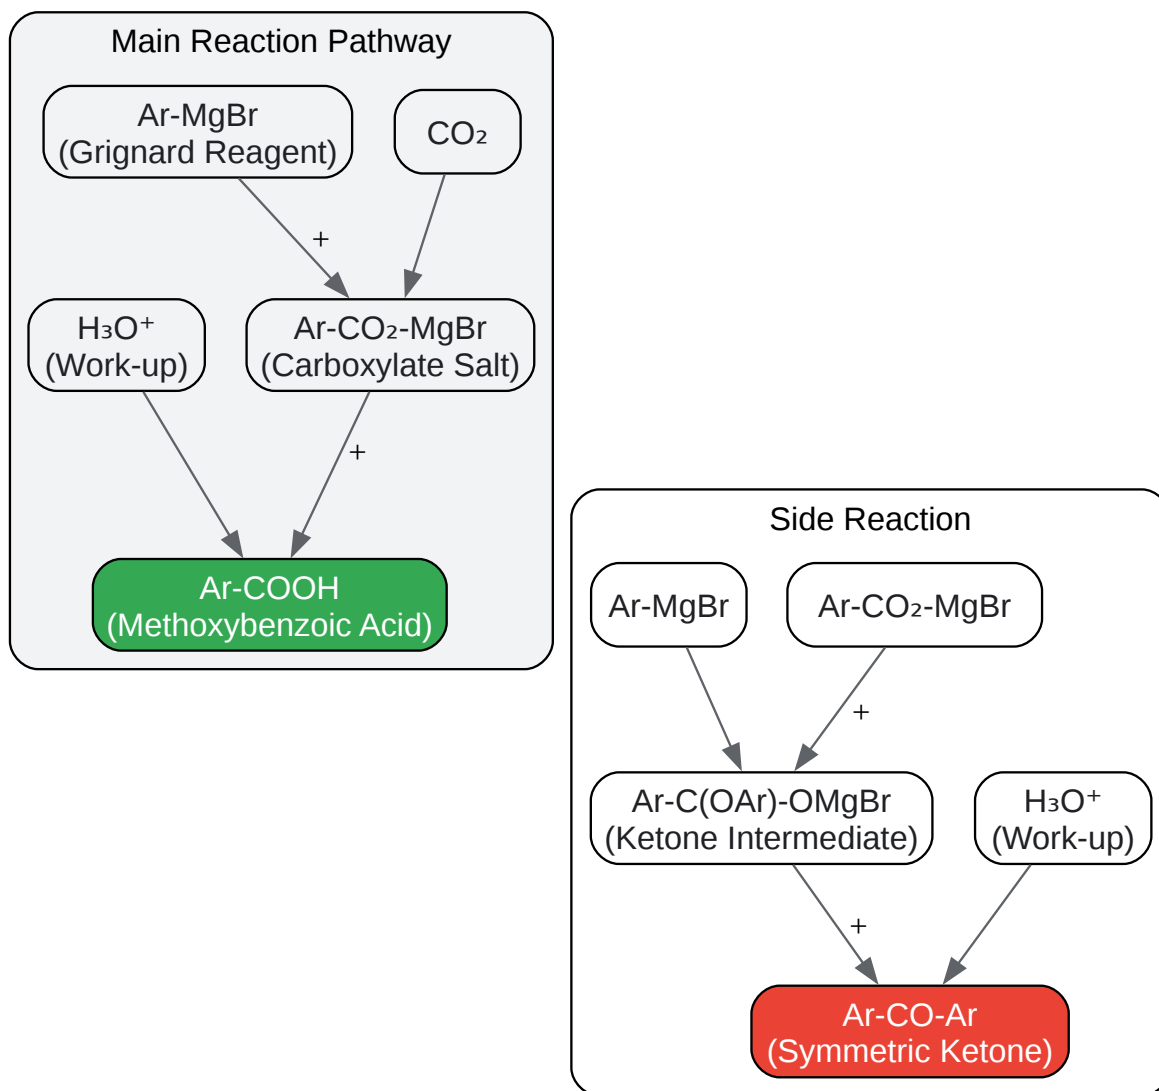 Main Reaction Pathway
Ar-MgBr
(Grignard Reagent)
CO₂
+
H₃O⁺
(Work-up)
Ar-CO₂-MgBr
(Carboxylate Salt)
+
Ar-COOH
(Methoxybenzoic Acid)
Side Reaction
Ar-MgBr
Ar-CO₂-MgBr
+
Ar-C(OAr)-OMgBr
(Ketone Intermediate)
H₃O⁺
(Work-up)
+
Ar-CO-Ar
(Symmetric Ketone)